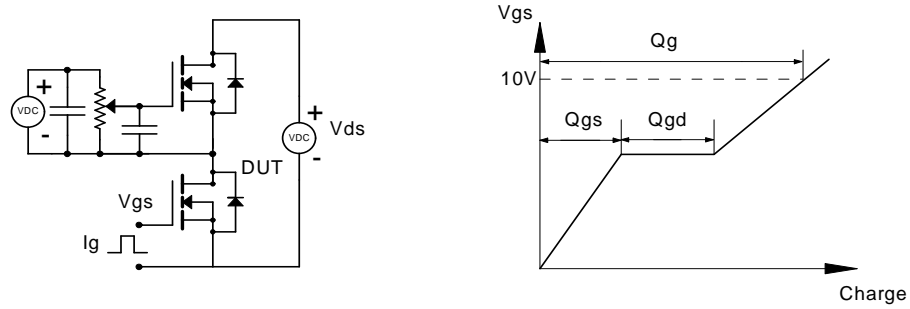 +
VDC
-
+
VDC
-
Vds
DUT
Vgs
Ig
Vgs
Qg
10V
Qgs
Qgd
Charge